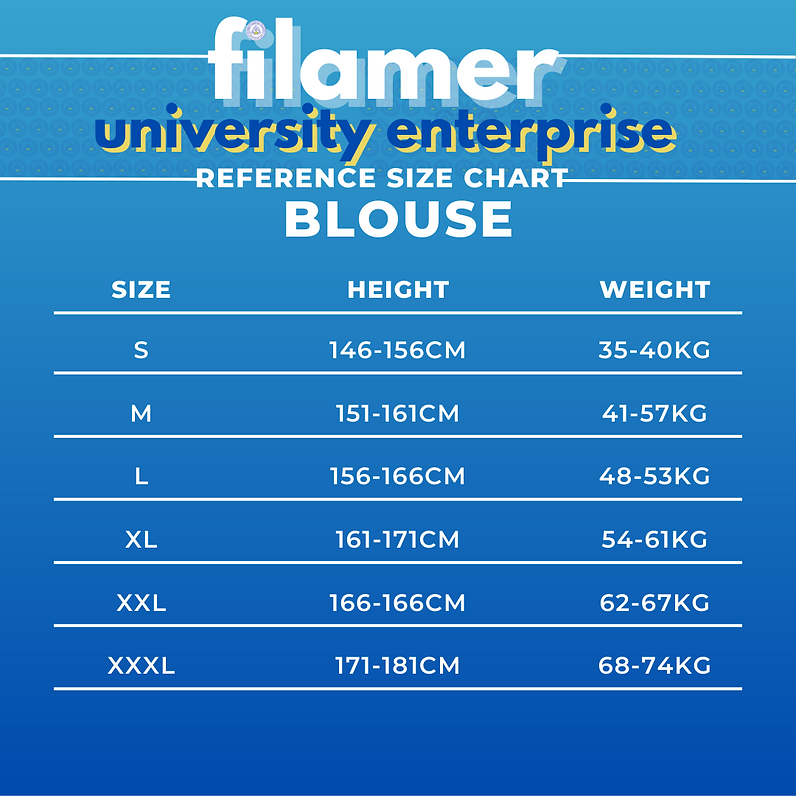 filamer
university enterprise
REFERENCE SIZE CHART
BLOUSE
SIZE HEIGHT WEIGHT
S 146-156CM 35-40KG
M 151-161CM 41-57KG
L 156-166CM 48-53KG
XL 161-171CM 54-61KG
XXL 166-166CM 62-67KG
XXXL 171-181CM 68-74KG